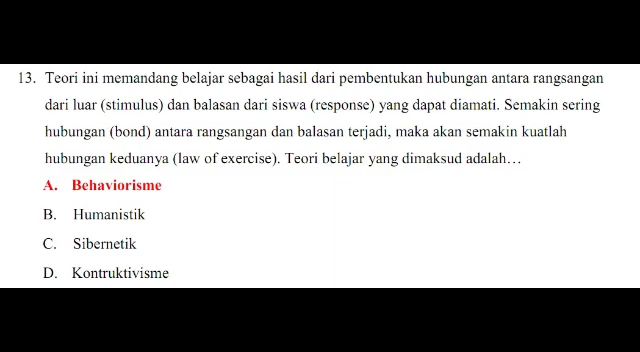 13. Teori ini memandang belajar sebagai hasil dari pembentukan hubungan antara rangsangan
dari luar (stimulus) dan balasan dari siswa (response) yang dapat diamati. Semakin sering
hubungan (bond) antara rangsangan dan balasan terjadi, maka akan semakin kuatlah
hubungan keduanya (law of exercise). Teori belajar yang dimaksud adalah…
A. Behaviorisme
B. Humanistik
C. Sibernetik
D. Kontruktivisme